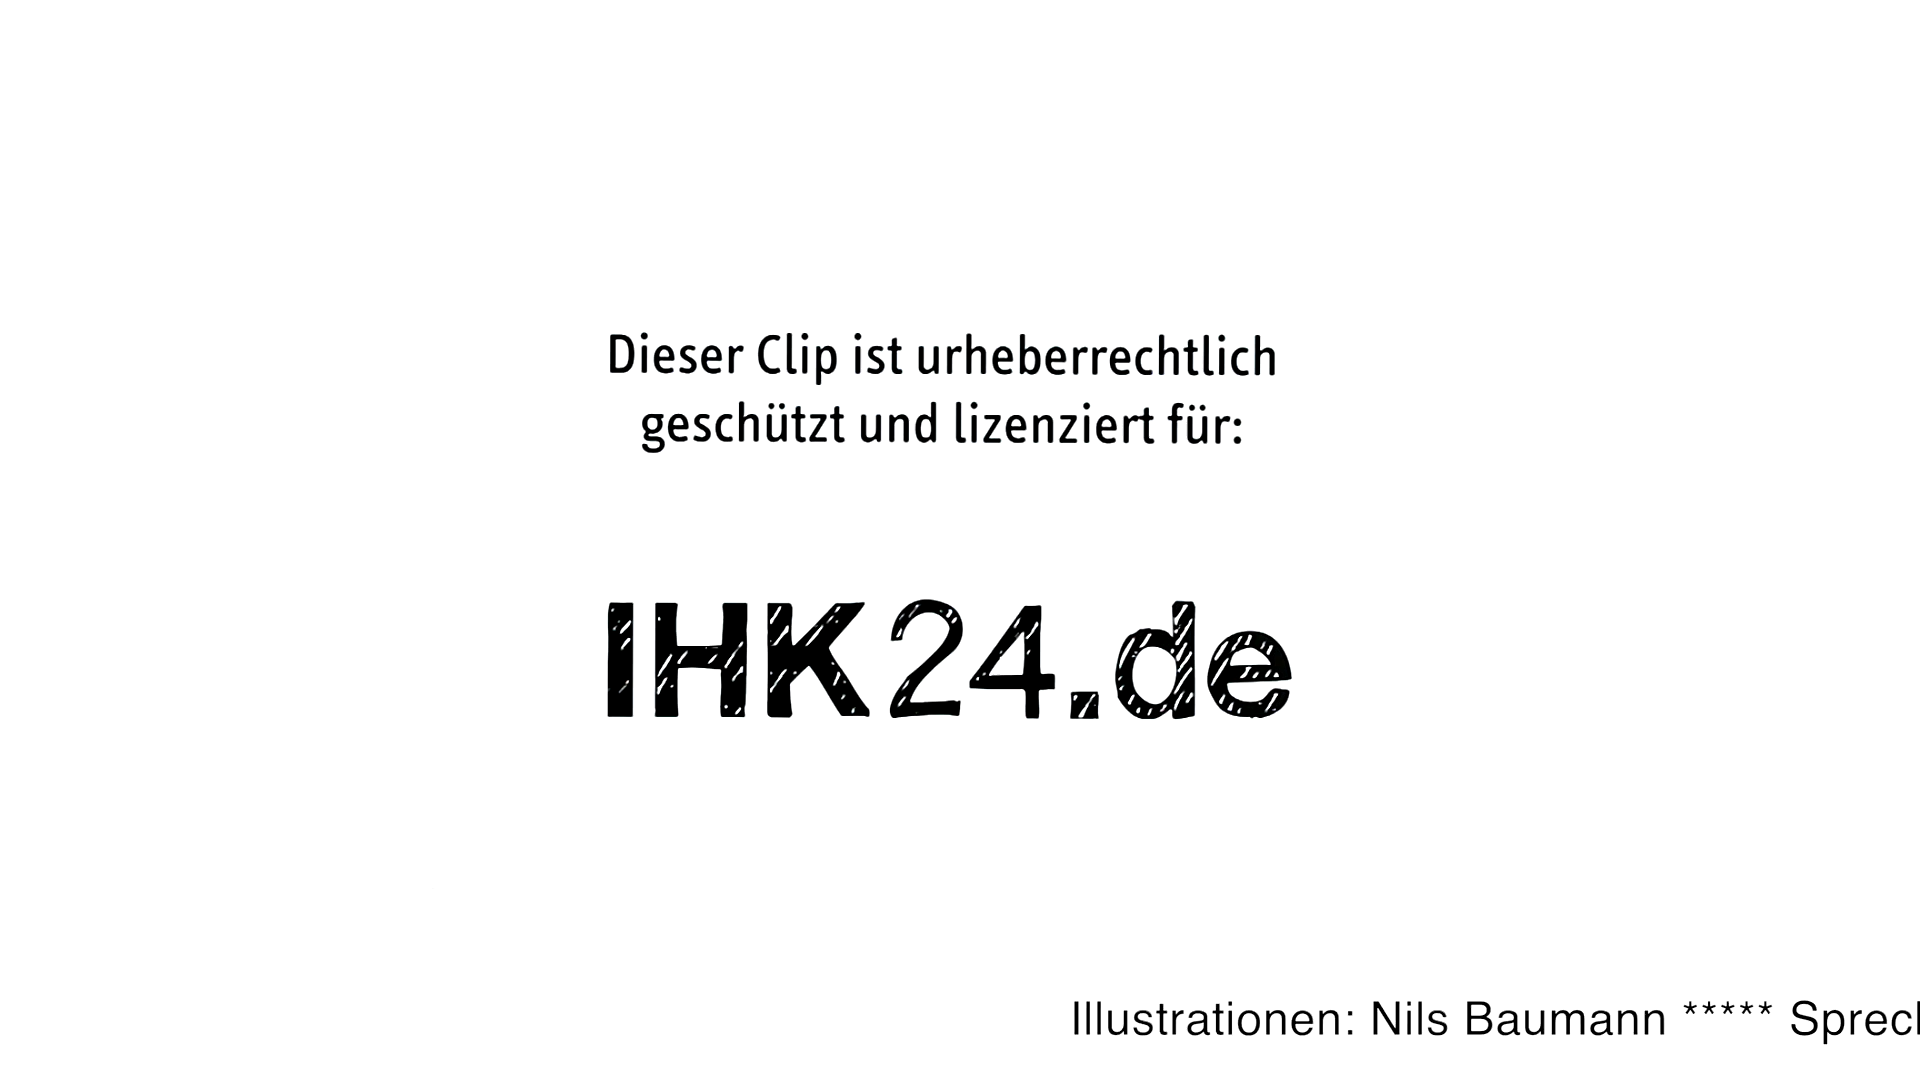 Dieser Clip ist urheberrechtlich
geschützt und lizenziert für:
IHK24.de
Illustrationen: Nils Baumann *****